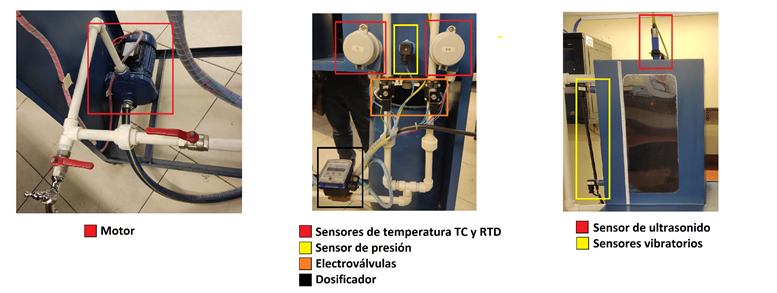 Motor
Sensores de temperatura TC y RTD
Sensor de presión
Electroválvulas
Dosificador
Sensor de ultrasonido
Sensores vibratorios